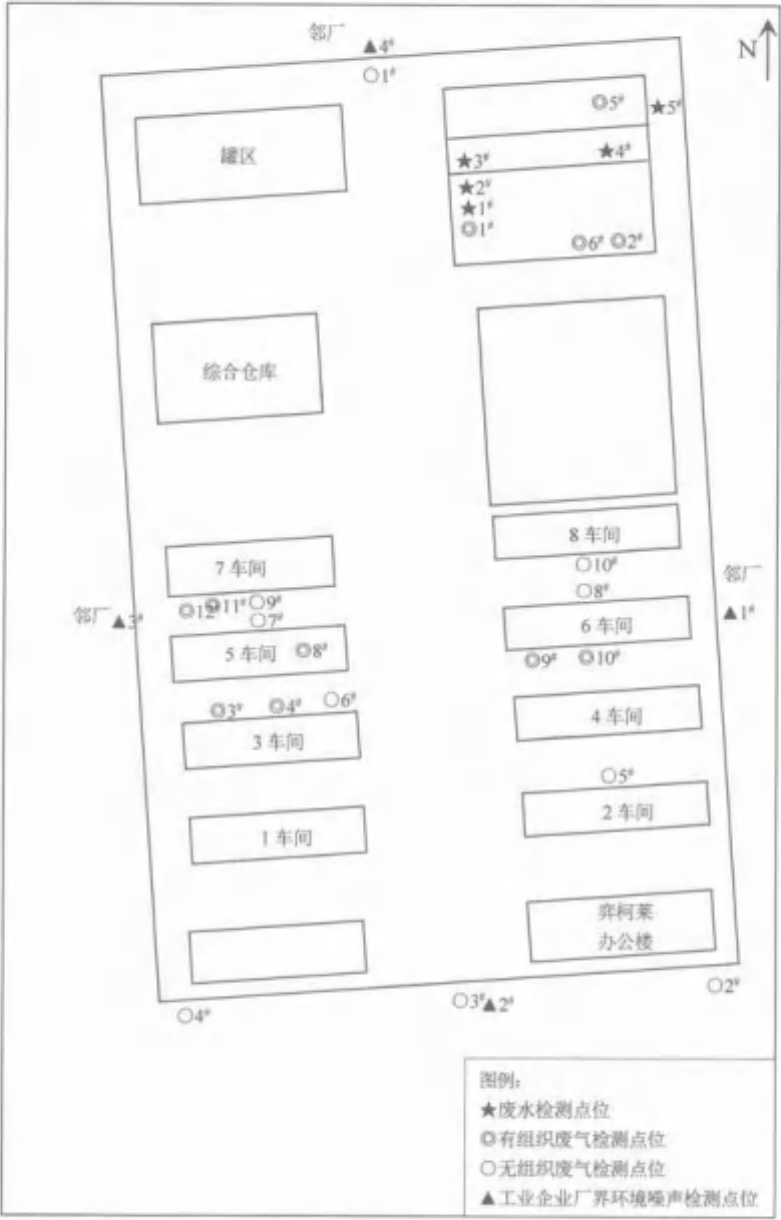 邻厂
▲4#
○1#
N
◎5#
★5#
罐区
★3#
★4#
★2#
★1#
◎1#
◎6# ◎2#
综合仓库
8车间
7车间
○10#
邻厂
○8#
◎12# ◎11# ○9#
邻厂▲3#
○7#
▲1#
6车间
5车间 ◎8#
◎9# ◎10#
◎3# ◎4# ○6#
4车间
3车间
○5#
2车间
1车间
弈柯莱
办公楼
○2#
○3#▲2#
○4#
图例:
★废水检测点位
◎有组织废气检测点位
○无组织废气检测点位
▲工业企业厂界环境噪声检测点位